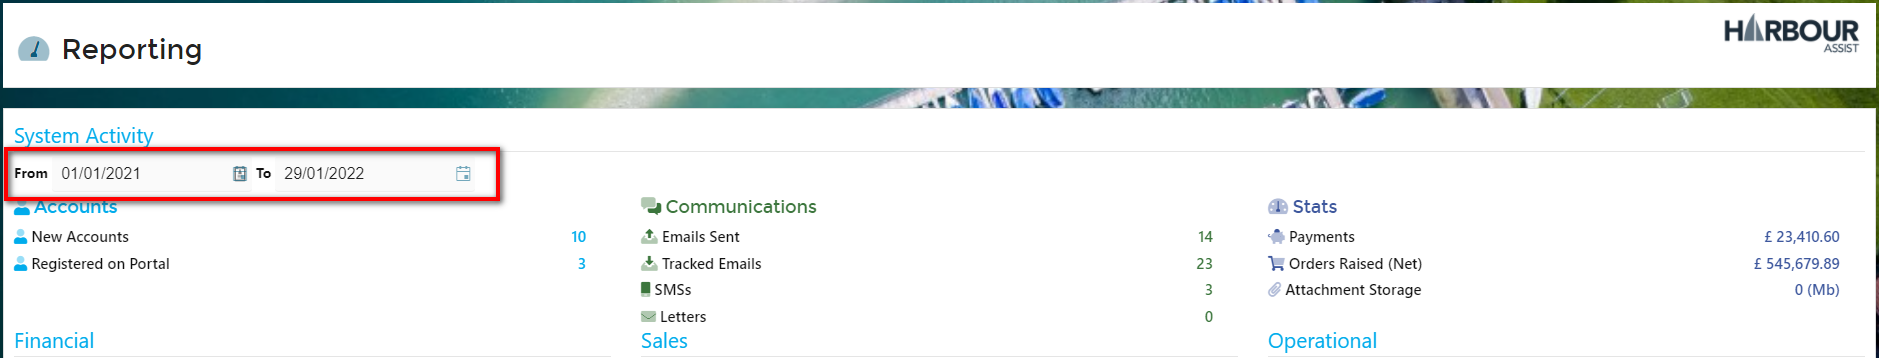 Reporting
HARBOUR
ASSIST
System Activity
From 01/01/2021 To 29/01/2022
Accounts
New Accounts 10
Registered on Portal 3
Communications
Emails Sent 14
Tracked Emails 23
SMSs 3
Letters 0
Stats
Payments £ 23,410.60
Orders Raised (Net) £ 545,679.89
Attachment Storage 0 (Mb)
Financial
Sales
Operational